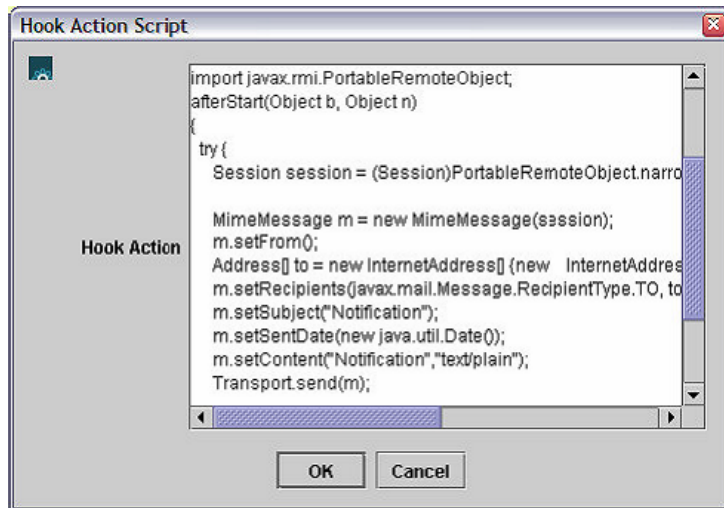 Hook Action Script
import javax.rmi.PortableRemoteObject;
afterStart(Object b, Object n)
{
try {
Session session = (Session)PortableRemoteObject.narro
MimeMessage m = new MimeMessage(session);
m.setFrom();
Hook Action
Address[] to = new InternetAddress[] {new InternetAddres
m.setRecipients(javax.mail.Message.RecipientType.TO, to
m.setSubject("Notification");
m.setSentDate(new java.util.Date());
m.setContent("Notification","text/plain");
Transport.send(m);
OK Cancel